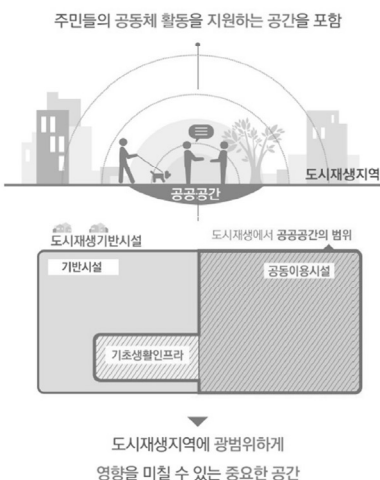 주민들의 공동체 활동을 지원하는 공간을 포함
도시재생지역
공공공간
도시재생기반시설
도시재생에서 공공공간의 범위
기반시설
공동이용시설
기초생활인프라
도시재생지역에 광범위하게
영향을 미칠 수 있는 중요한 공간